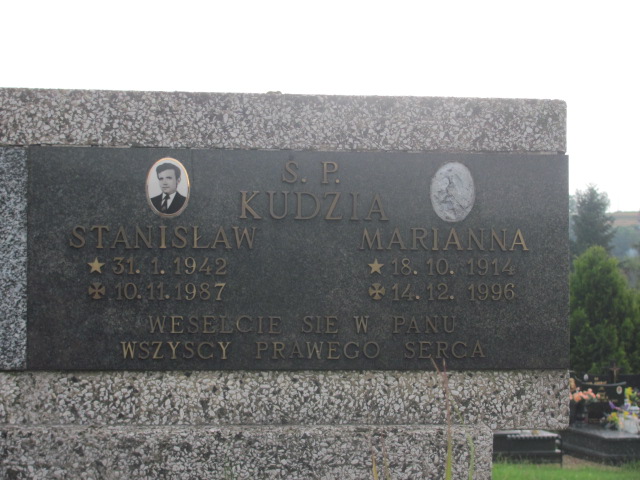 S. P.
KUDZIA
STANISŁAW
31. 1. 1942
10. 11. 1987
MARIANNA
18. 10. 1914
14. 12. 1996
WESELCIE SIE W PANU
WSZYSCY PRAWEGO SERCA